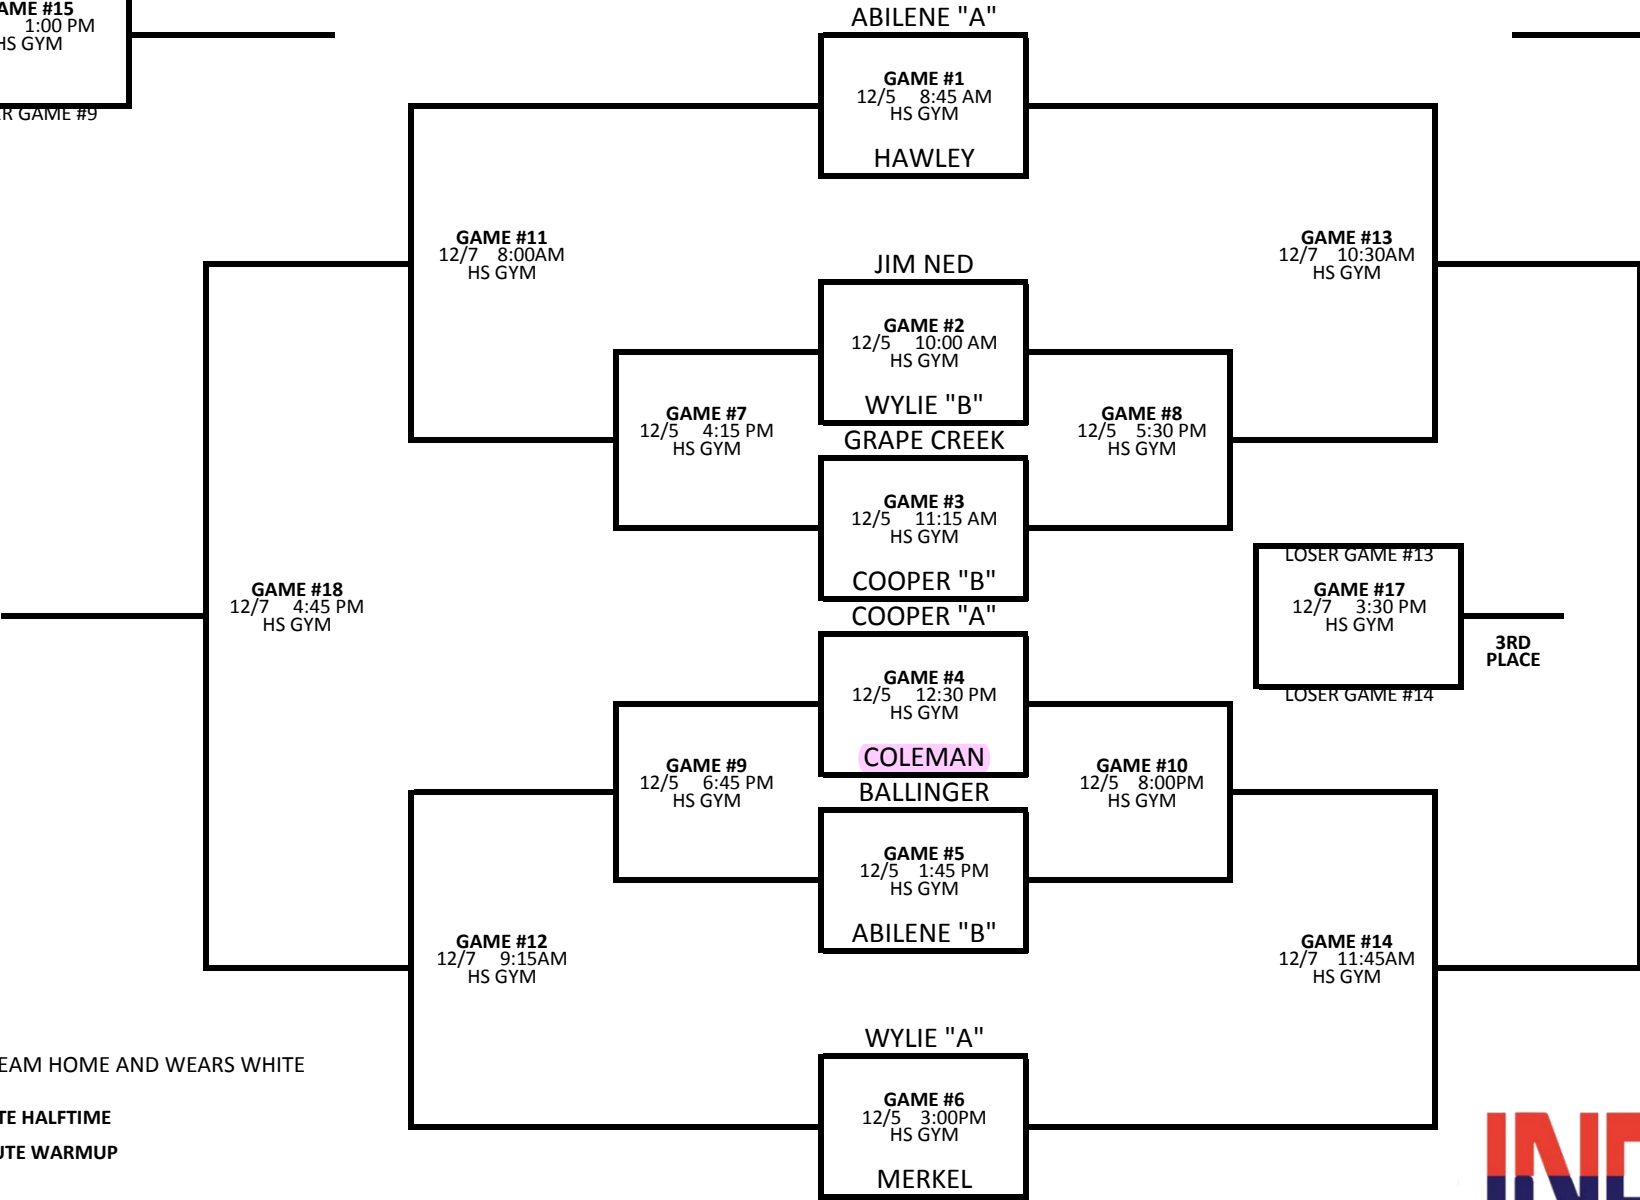 GAME #15
1:00 PM
HS GYM
GAME #9
ABILENE "A"
GAME #1
12/5 8:45 AM
HS GYM
HAWLEY
GAME #11
12/7 8:00AM
HS GYM
GAME #13
12/7 10:30AM
HS GYM
JIM NED
GAME #2
12/5 10:00 AM
HS GYM
WYLIE "B"
GAME #7
12/5 4:15 PM
HS GYM
GAME #8
12/5 5:30 PM
HS GYM
GRAPE CREEK
GAME #3
12/5 11:15 AM
HS GYM
COOPER "B"
LOSER GAME #13
GAME #17
12/7 3:30 PM
HS GYM
LOSER GAME #14
3RD
PLACE
GAME #18
12/7 4:45 PM
HS GYM
COOPER "A"
GAME #4
12/5 12:30 PM
HS GYM
COLEMAN
GAME #9
12/5 6:45 PM
HS GYM
GAME #10
12/5 8:00PM
HS GYM
BALLINGER
GAME #5
12/5 1:45 PM
HS GYM
ABILENE "B"
GAME #12
12/7 9:15AM
HS GYM
GAME #14
12/7 11:45AM
HS GYM
WYLIE "A"
GAME #6
12/5 3:00PM
HS GYM
MERKEL
EAM HOME AND WEARS WHITE
TE HALFTIME
UTE WARMUP